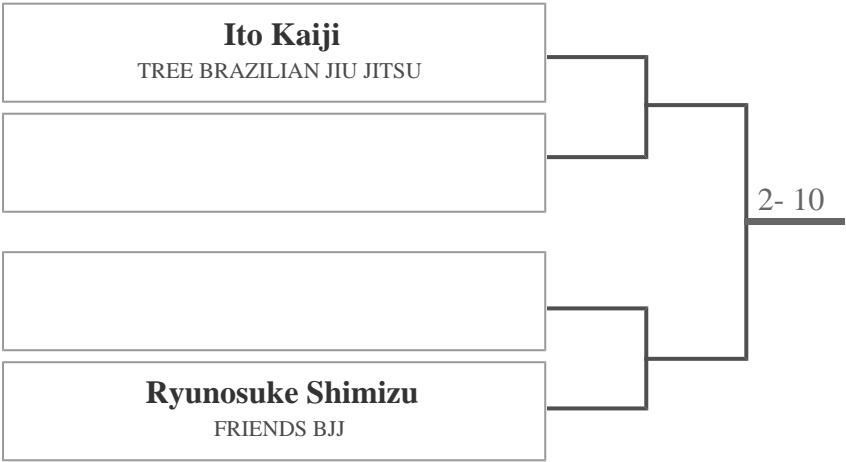 Ito Kaiji
TREE BRAZILIAN JIU JITSU
2- 10
Ryunosuke Shimizu
FRIENDS BJJ